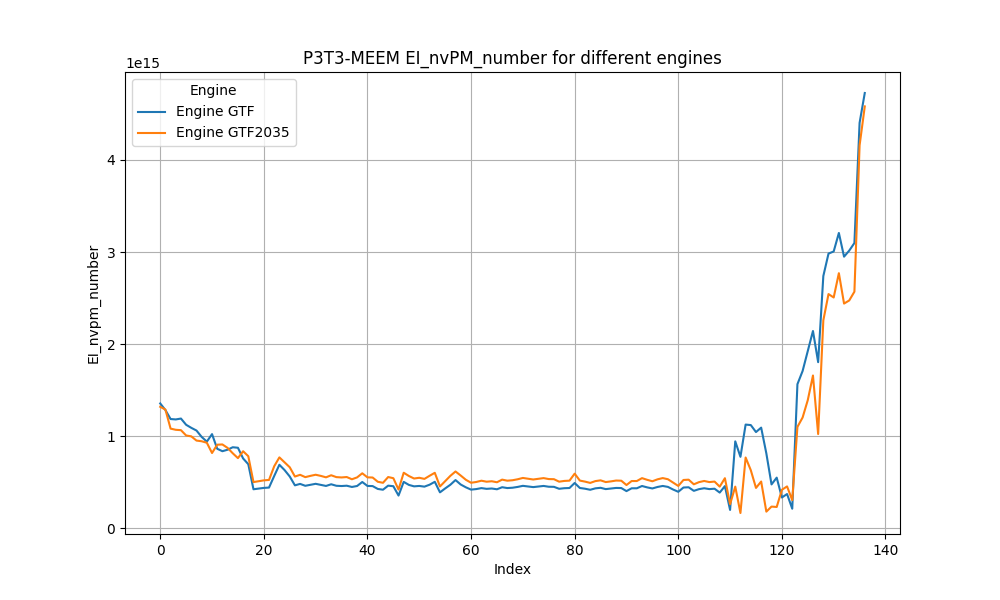 P3T3-MEEM EI_nvPM_number for different engines
1e15
Engine
Engine GTF
Engine GTF2035
4
3
2
1
0
EI_nvpm_number
0 20 40 60 80 100 120 140
Index